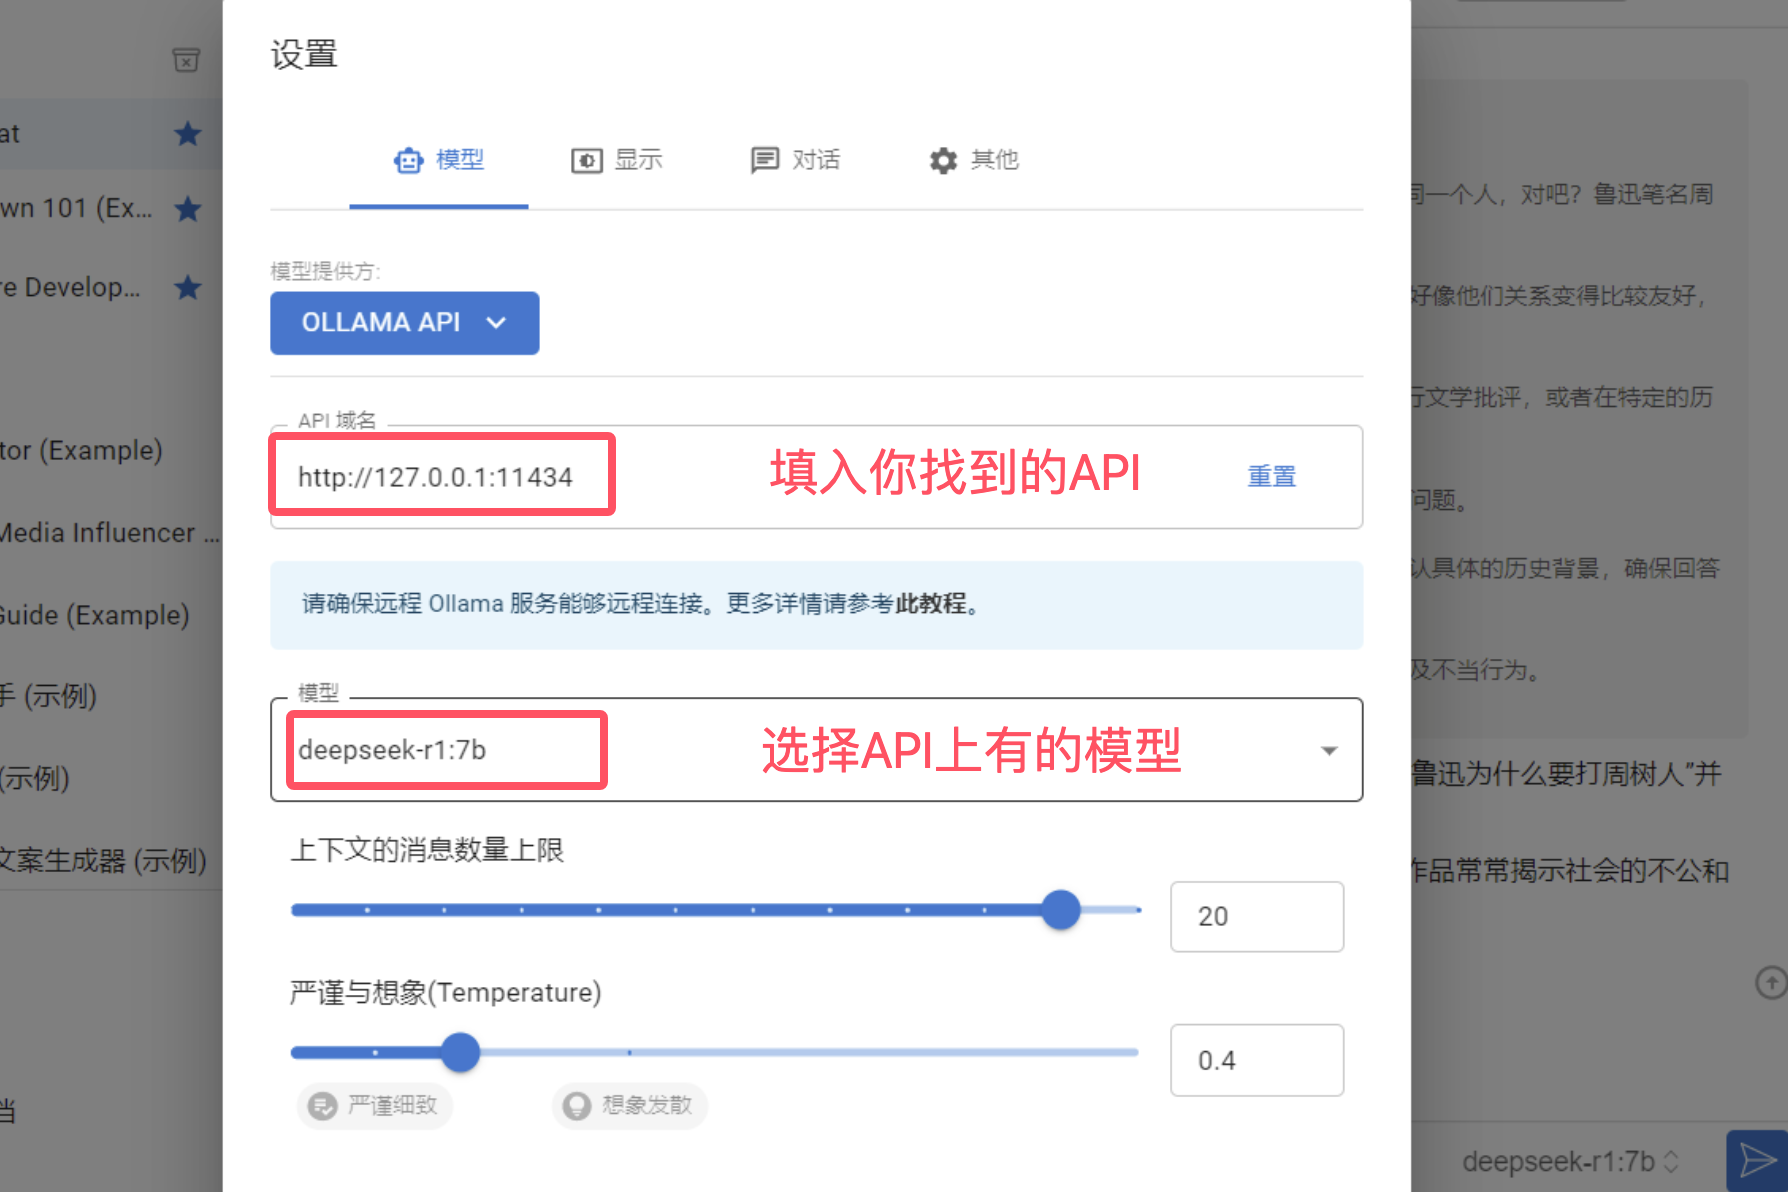 设置
模型
显示
对话
其他
模型提供方:
OLLAMA API
API 域名
http://127.0.0.1:11434
填入你找到的API
重置
请确保远程 Ollama 服务能够远程连接。更多详情请参考此教程。
模型
deepseek-r1:7b
选择API上有的模型
上下文的消息数量上限
20
严谨与想象(Temperature)
0.4
严谨细致
想象发散
at
wn 101 (Ex...
re Develop...
tor (Example)
Media Influencer ...
Guide (Example)
手 (示例)
(示例)
文案生成器 (示例)
当
同一个人，对吧？鲁迅笔名周
好像他们关系变得比较友好，
行文学批评，或者在特定的历
问题。
认具体的历史背景，确保回答
及不当行为。
鲁迅为什么要打周树人”并
作品常常揭示社会的不公和
deepseek-r1:7b